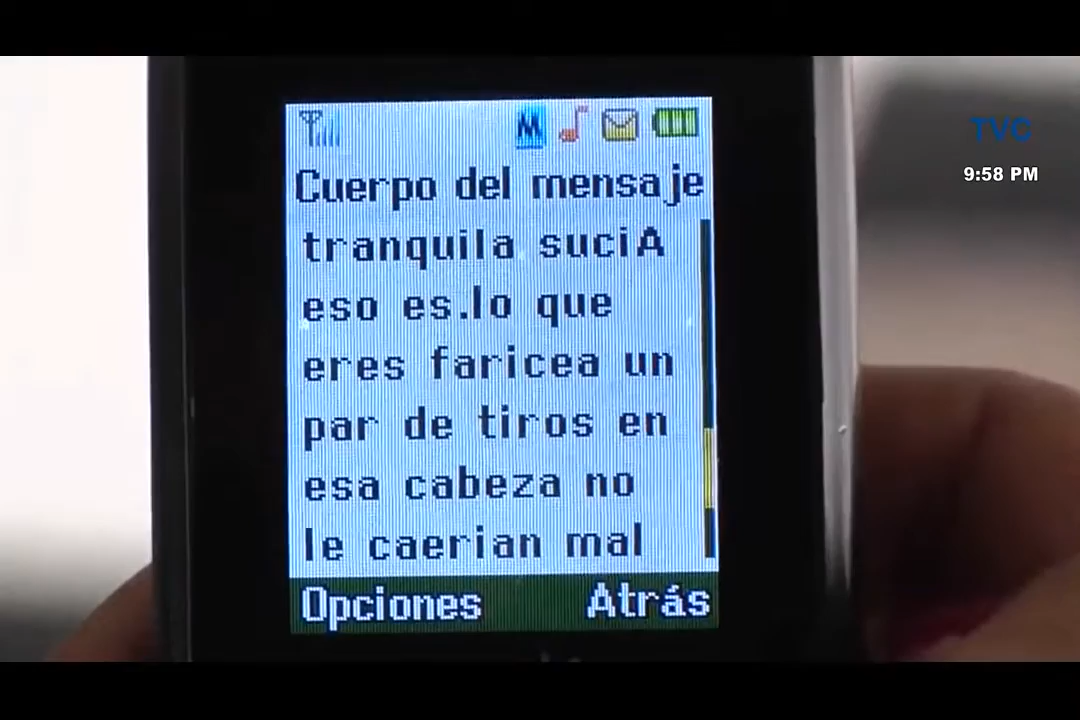 TVC
9:58 PM
Cuerpo del mensaje
tranquila suciA
eso es.lo que
eres faricea un
par de tiros en
esa cabeza no
le caerian mal
Opciones Atrás